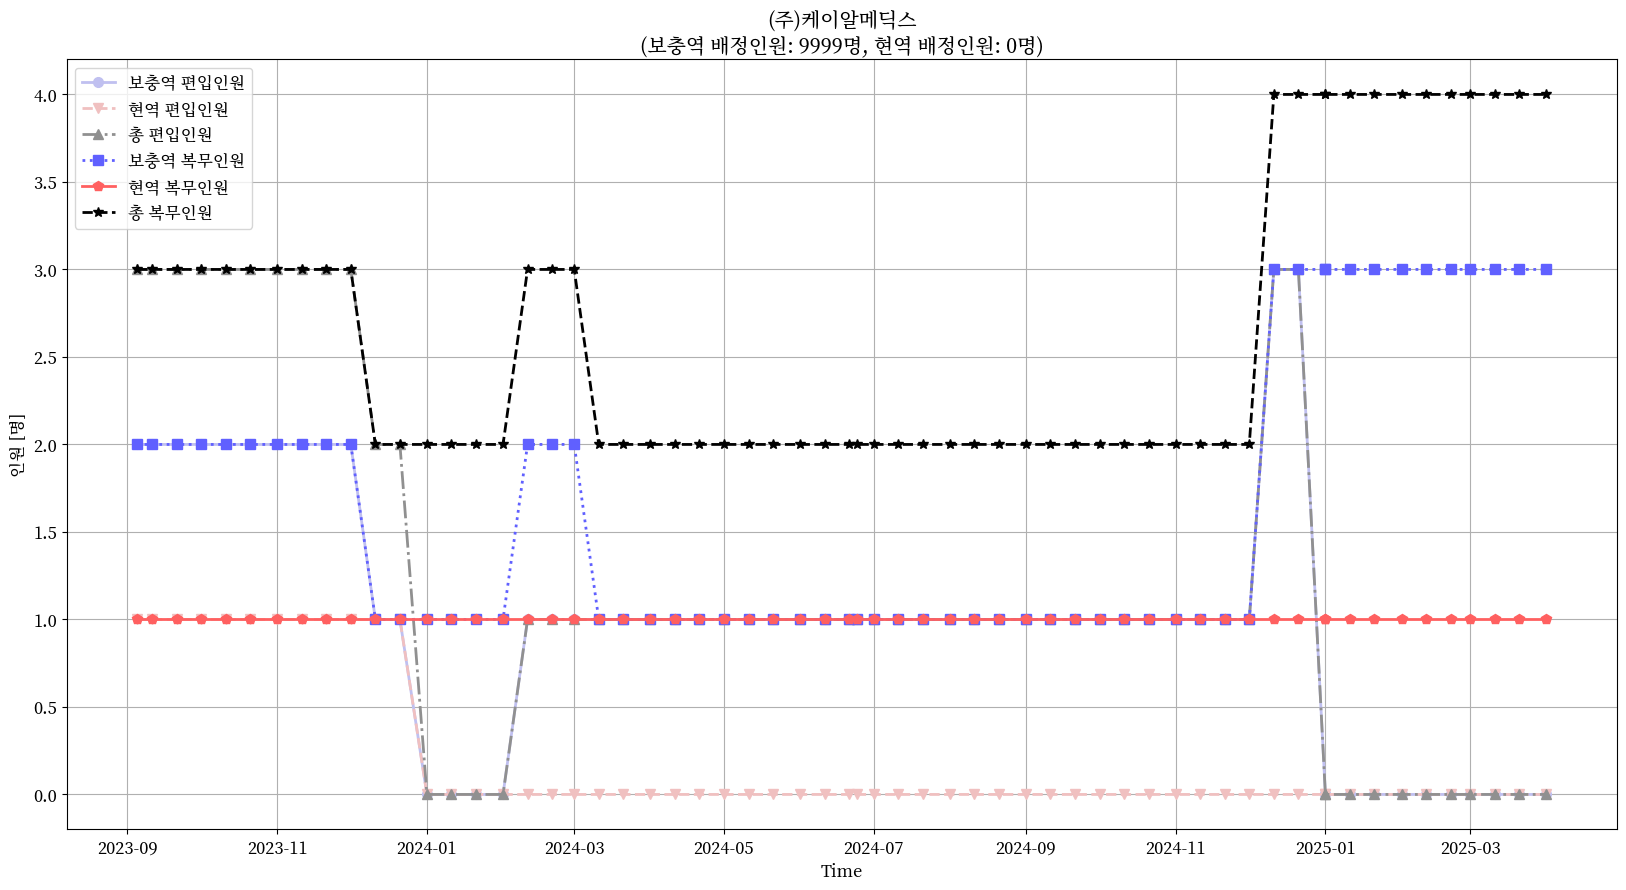 (주)케이알메딕스
(보충역 배정인원: 9999명, 현역 배정인원: 0명)
보충역 편입인원
현역 편입인원
총 편입인원
보충역 복무인원
현역 복무인원
총 복무인원
인원 [명]
4.0
3.5
3.0
2.5
2.0
1.5
1.0
0.5
0.0
2023-09
2023-11
2024-01
2024-03
2024-05
2024-07
2024-09
2024-11
2025-01
2025-03
Time